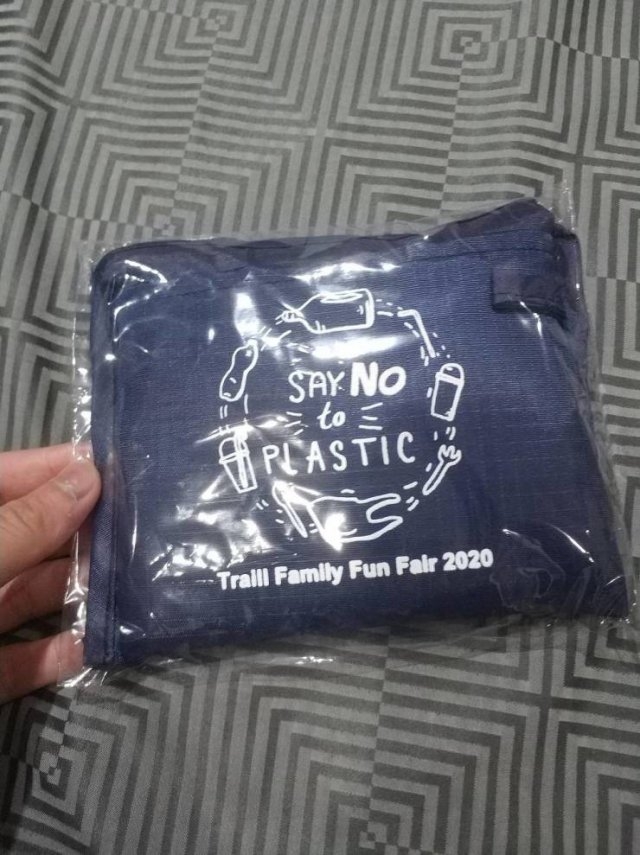 SAY NO
to
PLASTIC
Traill Family Fun Fair 2020